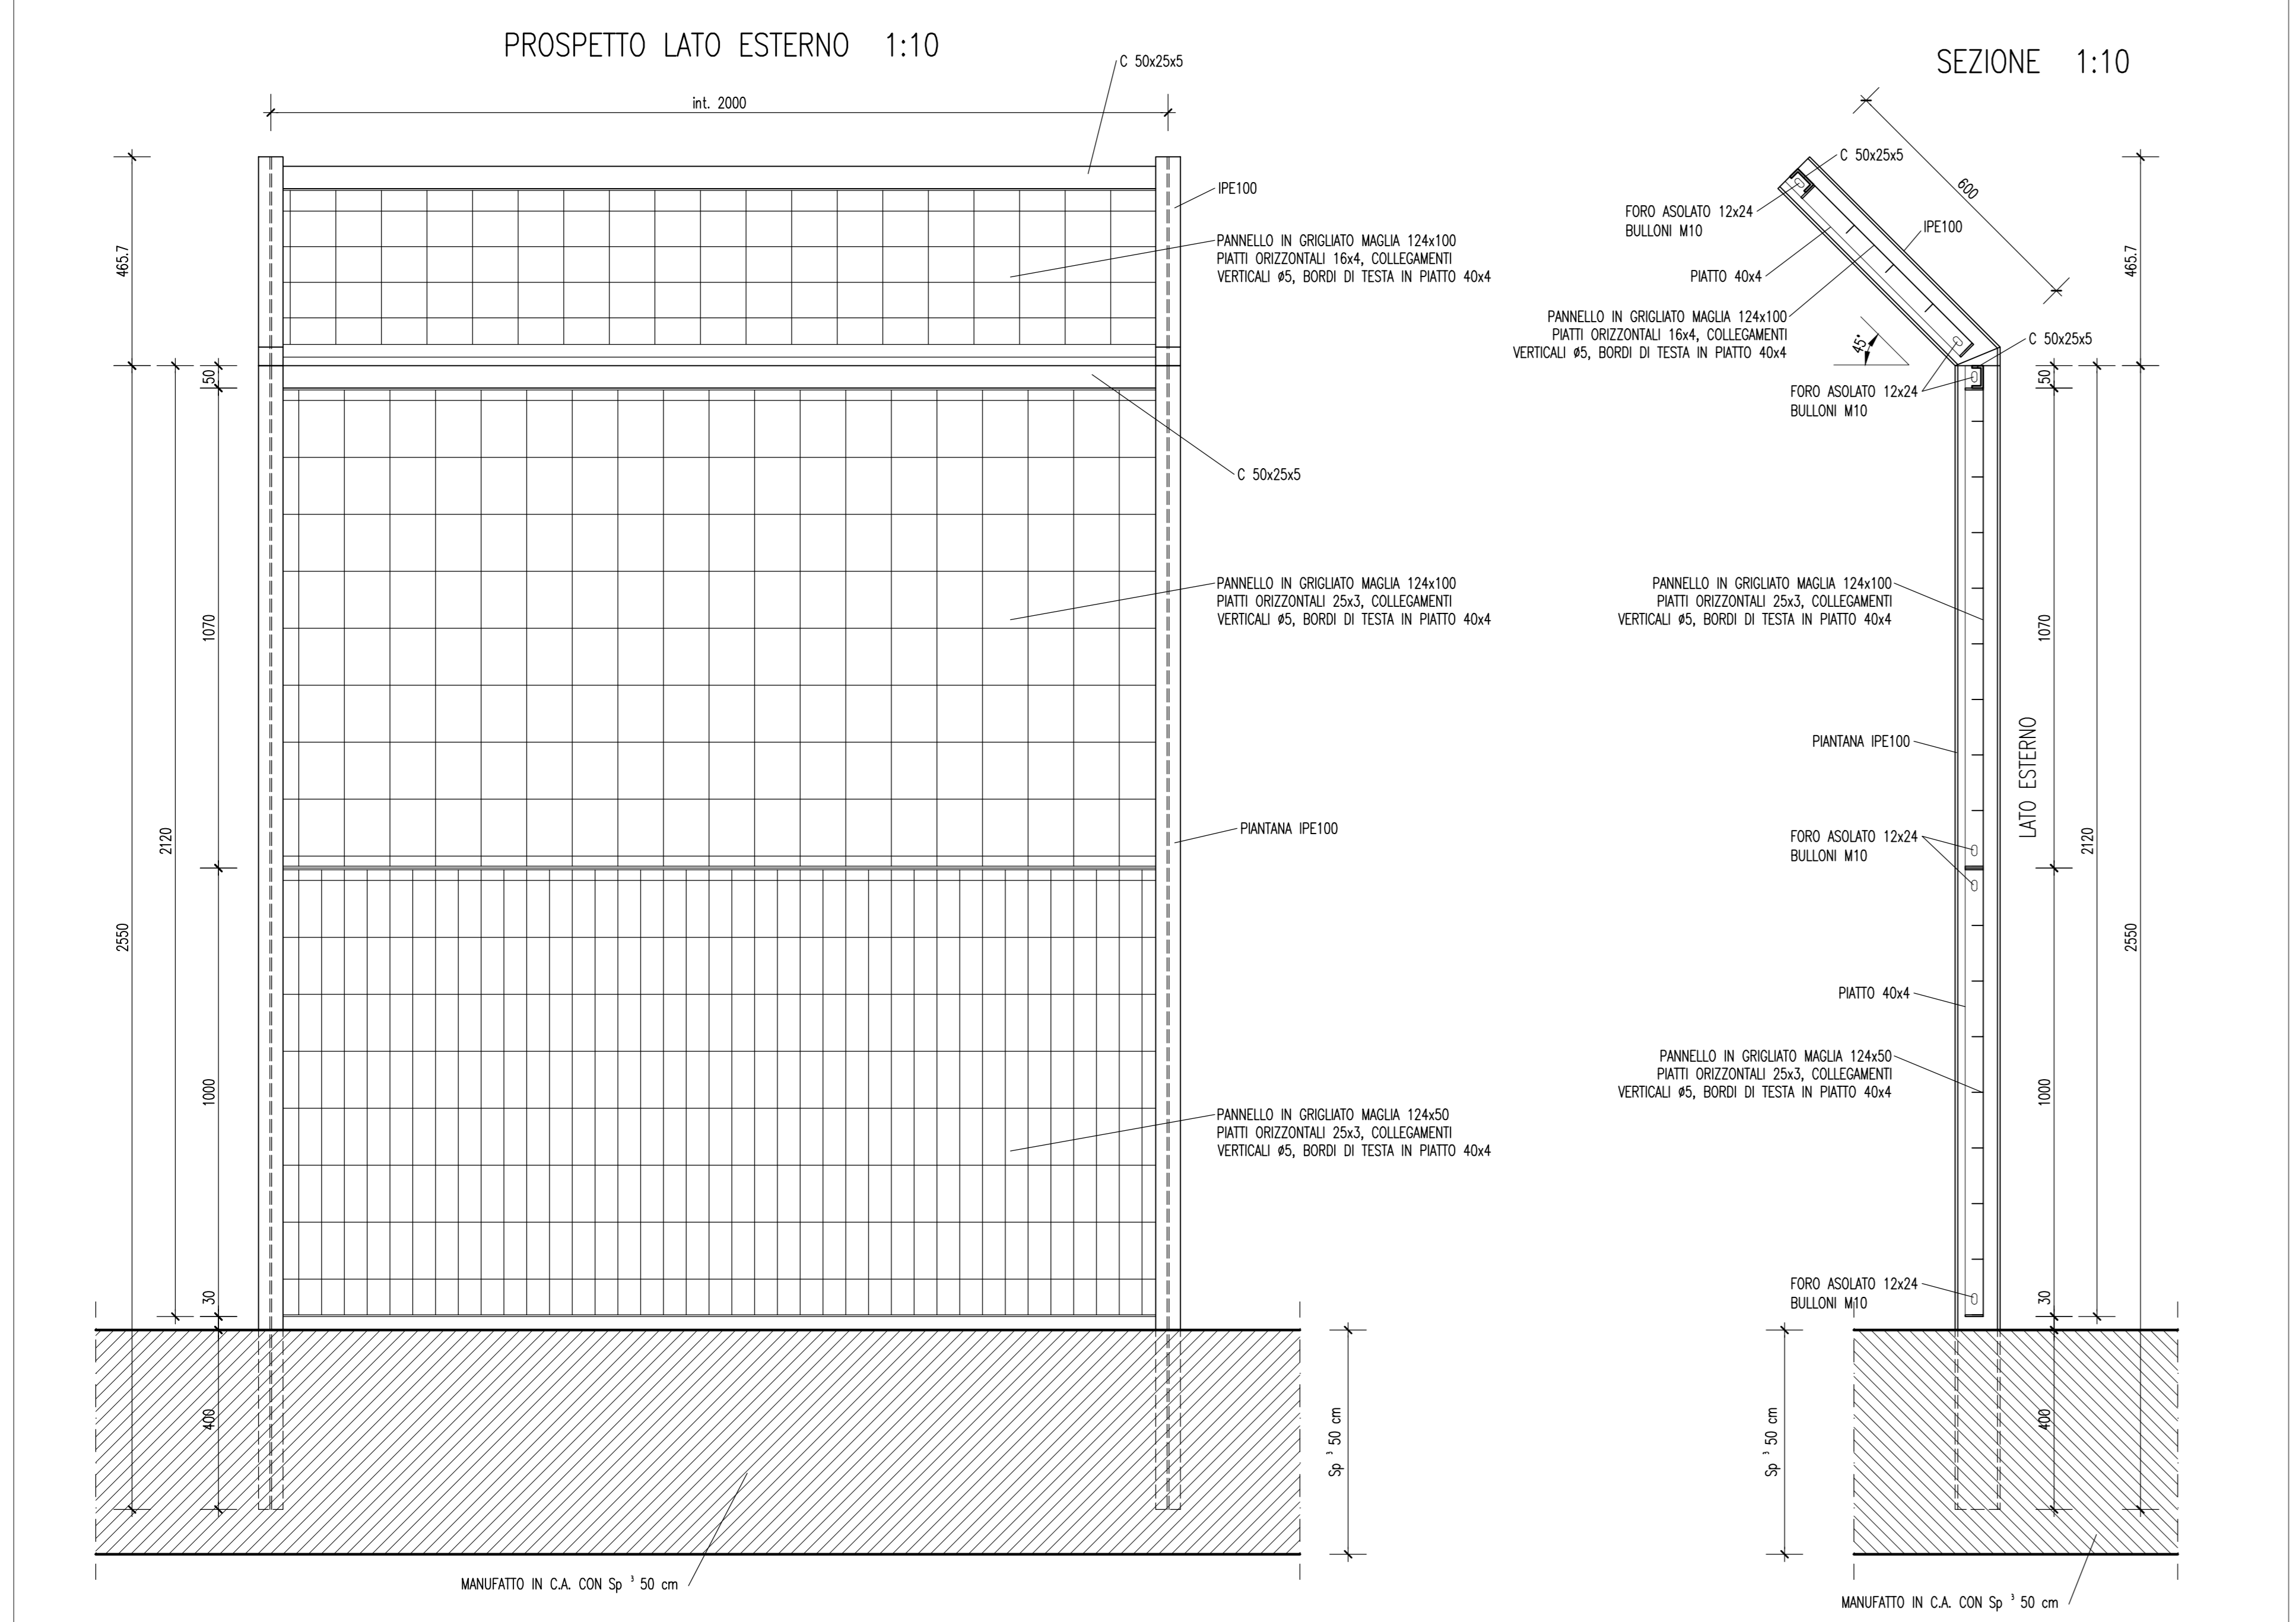 PROSPETTO LATO ESTERNO 1:10
C 50x25x5
int. 2000
IPE100
PANNELLO IN GRIGLIATO MAGLIA 124x100
PIATTI ORIZZONTALI 16x4, COLLEGAMENTI
VERTICALI ø5, BORDI DI TESTA IN PIATTO 40x4
465.7
50
C 50x25x5
PANNELLO IN GRIGLIATO MAGLIA 124x100
PIATTI ORIZZONTALI 25x3, COLLEGAMENTI
VERTICALI ø5, BORDI DI TESTA IN PIATTO 40x4
1070
PIANTANA IPE100
2120
2550
1000
PANNELLO IN GRIGLIATO MAGLIA 124x50
PIATTI ORIZZONTALI 25x3, COLLEGAMENTI
VERTICALI ø5, BORDI DI TESTA IN PIATTO 40x4
30
400
Sp ³ 50 cm
MANUFATTO IN C.A. CON Sp ³ 50 cm
SEZIONE 1:10
C 50x25x5
600
FORO ASOLATO 12x24
BULLONI M10
IPE100
465.7
PIATTO 40x4
PANNELLO IN GRIGLIATO MAGLIA 124x100
PIATTI ORIZZONTALI 16x4, COLLEGAMENTI
VERTICALI ø5, BORDI DI TESTA IN PIATTO 40x4
45°
C 50x25x5
50
FORO ASOLATO 12x24
BULLONI M10
PANNELLO IN GRIGLIATO MAGLIA 124x100
PIATTI ORIZZONTALI 25x3, COLLEGAMENTI
VERTICALI ø5, BORDI DI TESTA IN PIATTO 40x4
1070
PIANTANA IPE100
LATO ESTERNO
FORO ASOLATO 12x24
BULLONI M10
2120
2550
PIATTO 40x4
PANNELLO IN GRIGLIATO MAGLIA 124x50
PIATTI ORIZZONTALI 25x3, COLLEGAMENTI
VERTICALI ø5, BORDI DI TESTA IN PIATTO 40x4
1000
FORO ASOLATO 12x24
BULLONI M10
30
400
Sp ³ 50 cm
MANUFATTO IN C.A. CON Sp ³ 50 cm